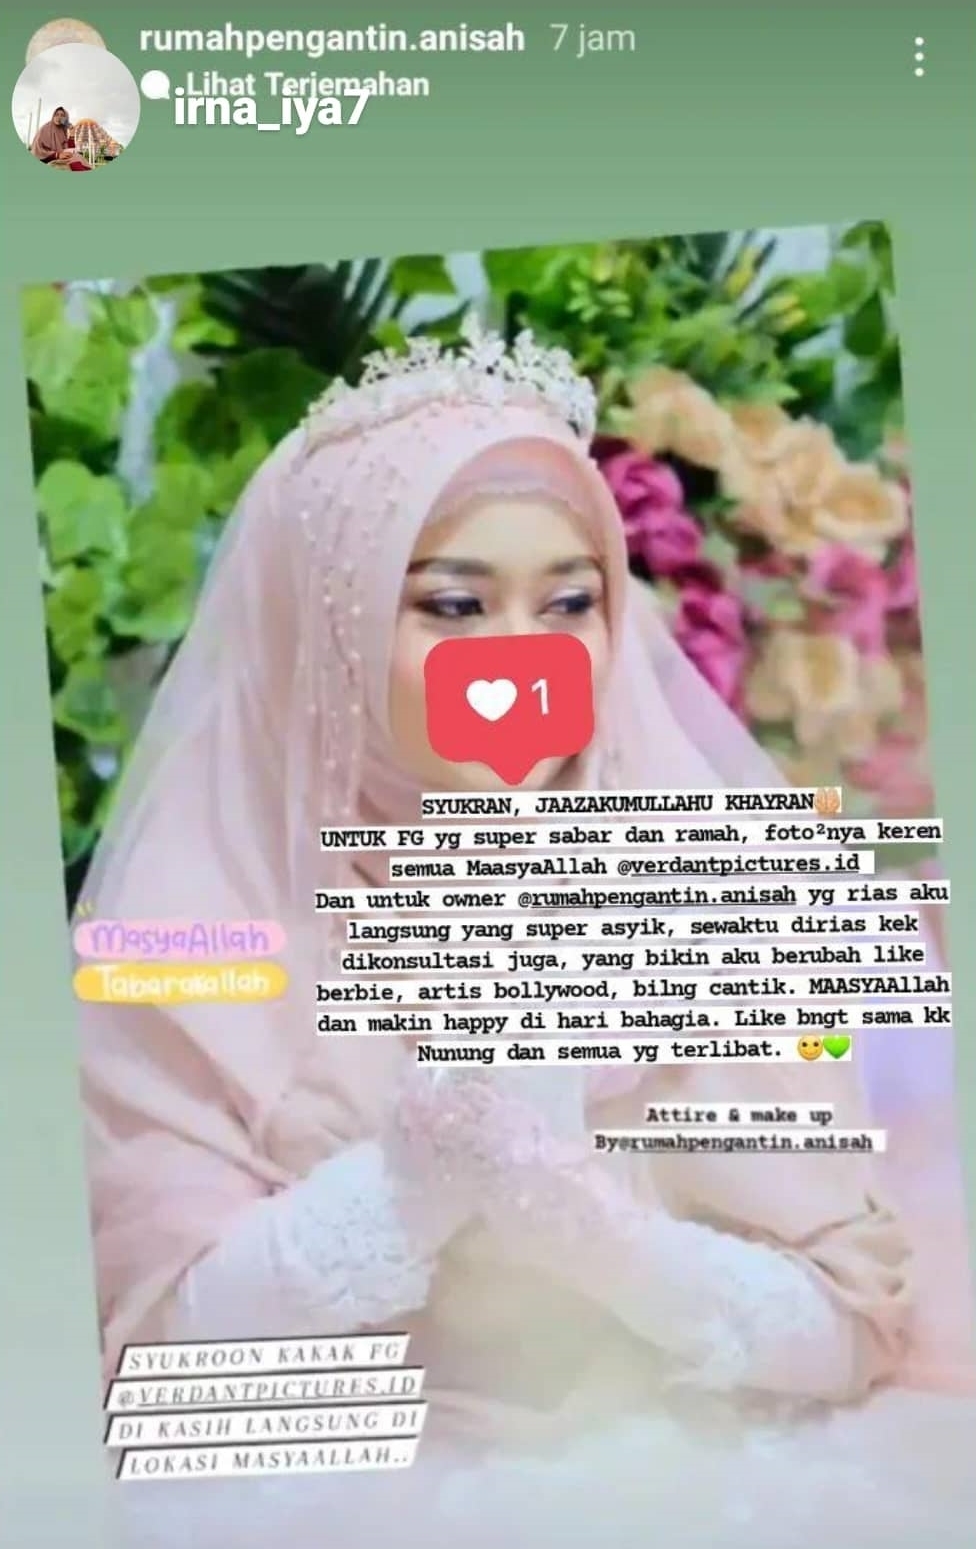 rumahpengantin.anisah 7 jam
Lihat Terjemahan
irna_iya7
1
SYUKRAN, JAAZAKUMULLAHU KHAYRAN🤲🏻
UNTUK FG yg super sabar dan ramah, foto²nya keren
semua MaasyaAllah @verdantpictures.id
Dan untuk owner @rumahpengantin.anisah yg rias aku
langsung yang super asyik, sewaktu dirias kek
dikonsultasi juga, yang bikin aku berubah like
berbie, artis bollywood, bilng cantik. MAASYAAllah
dan makin happy di hari bahagia. Like bngt sama kk
Nunung dan semua yg terlibat. 🙂💚
MasyaAllah
Tabarakallah
Attire & make up
By@rumahpengantin.anisah
SYUKROON KAKAK FG
@VERDANTPICTURES.ID
DI KASIH LANGSUNG DI
LOKASI MASYAALLAH..